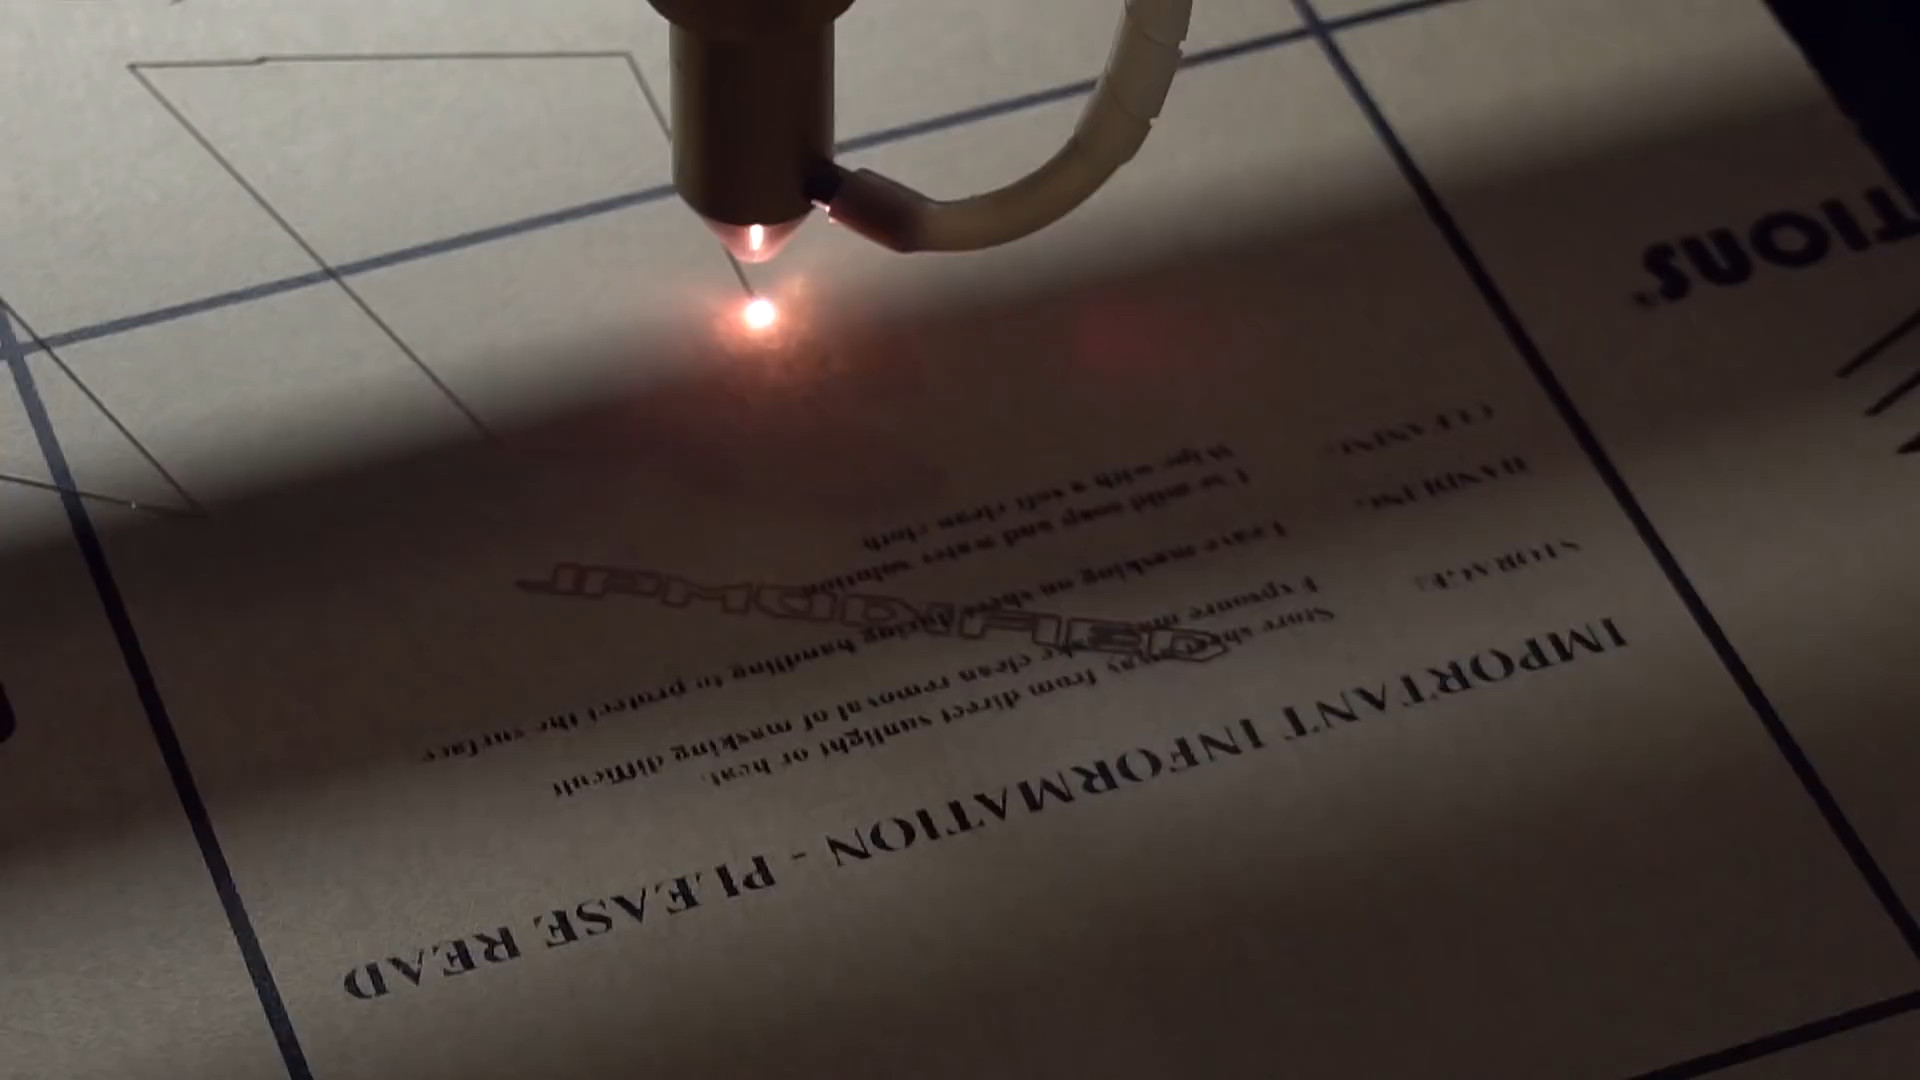 IMPORTANT INFORMATION - PLEASE READ
STORAGE: Store sheet away from direct sunlight or heat.
Exposure may make clean removal of masking difficult
HANDLING: Leave masking on sheet during handling to protect the surface
CLEANING: Use mild soap and water solution
Wipe with a soft clean cloth
JPMODIFIED
TIONS